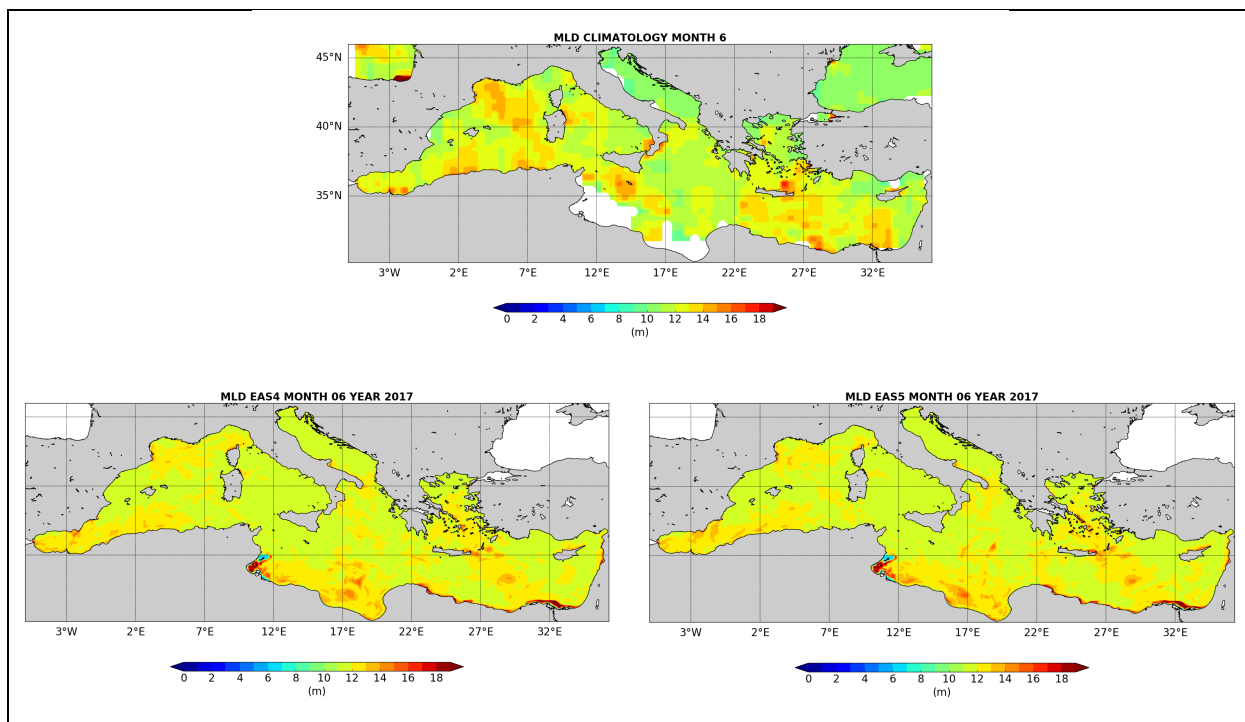 MLD CLIMATOLOGY MONTH 6
45°N
40°N
35°N
3°W 2°E 7°E 12°E 17°E 22°E 27°E 32°E
0 2 4 6 8 10 12 14 16 18
(m)
MLD EAS4 MONTH 06 YEAR 2017 MLD EAS5 MONTH 06 YEAR 2017
3°W 2°E 7°E 12°E 17°E 22°E 27°E 32°E 3°W 2°E 7°E 12°E 17°E 22°E 27°E 32°E
0 2 4 6 8 10 12 14 16 18 0 2 4 6 8 10 12 14 16 18
(m) (m)